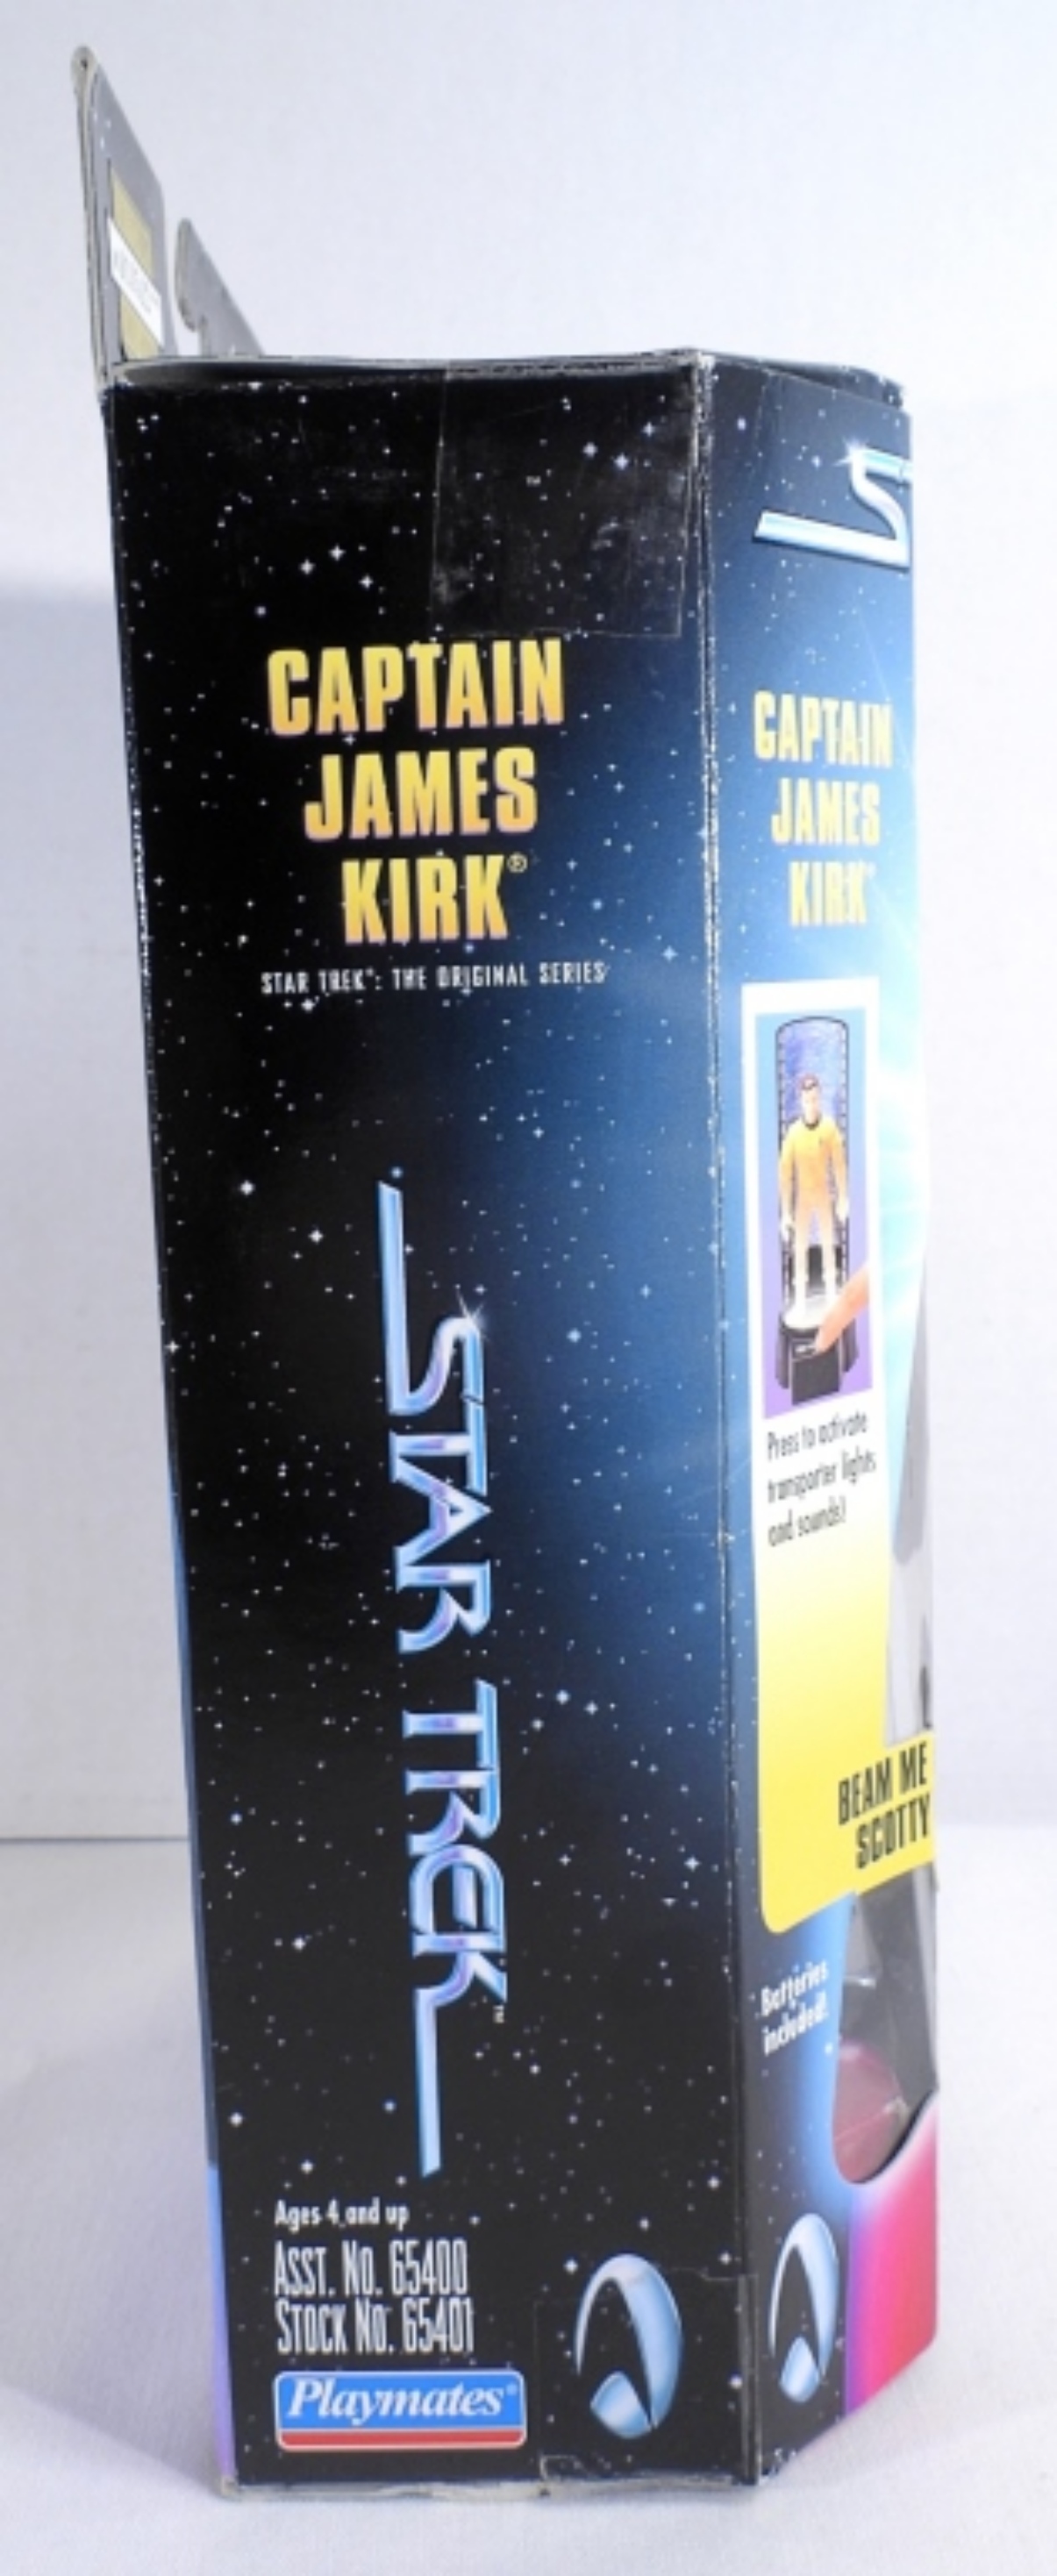 CAPTAIN
JAMES
KIRK®
STAR TREK™: THE ORIGINAL SERIES
STAR TREK™
Ages 4 and up
ASST. No. 65400
STOCK No. 65401
Playmates®
CAPTAIN
JAMES
KIRK
Press to activate
transporter lights
and sounds!
BEAM ME
SCOTTY
Batteries
included!